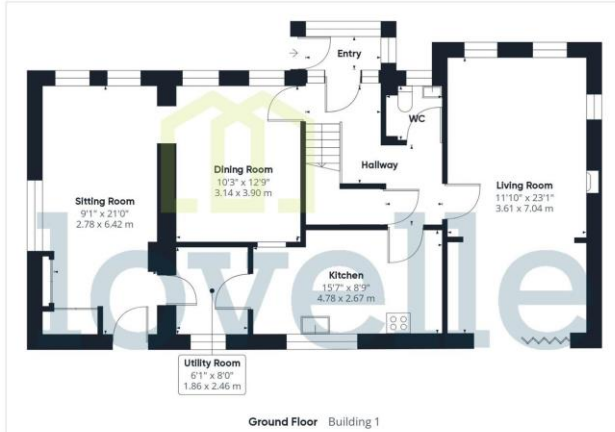 Entry
WC
Hallway
Dining Room
10'3" x 12'9"
3.14 x 3.90 m
Sitting Room
9'1" x 21'0"
2.78 x 6.42 m
Living Room
11'10" x 23'1"
3.61 x 7.04 m
Kitchen
15'7" x 8'9"
4.78 x 2.67 m
lovelle
Utility Room
6'1" x 8'0"
1.86 x 2.46 m
Ground Floor Building 1